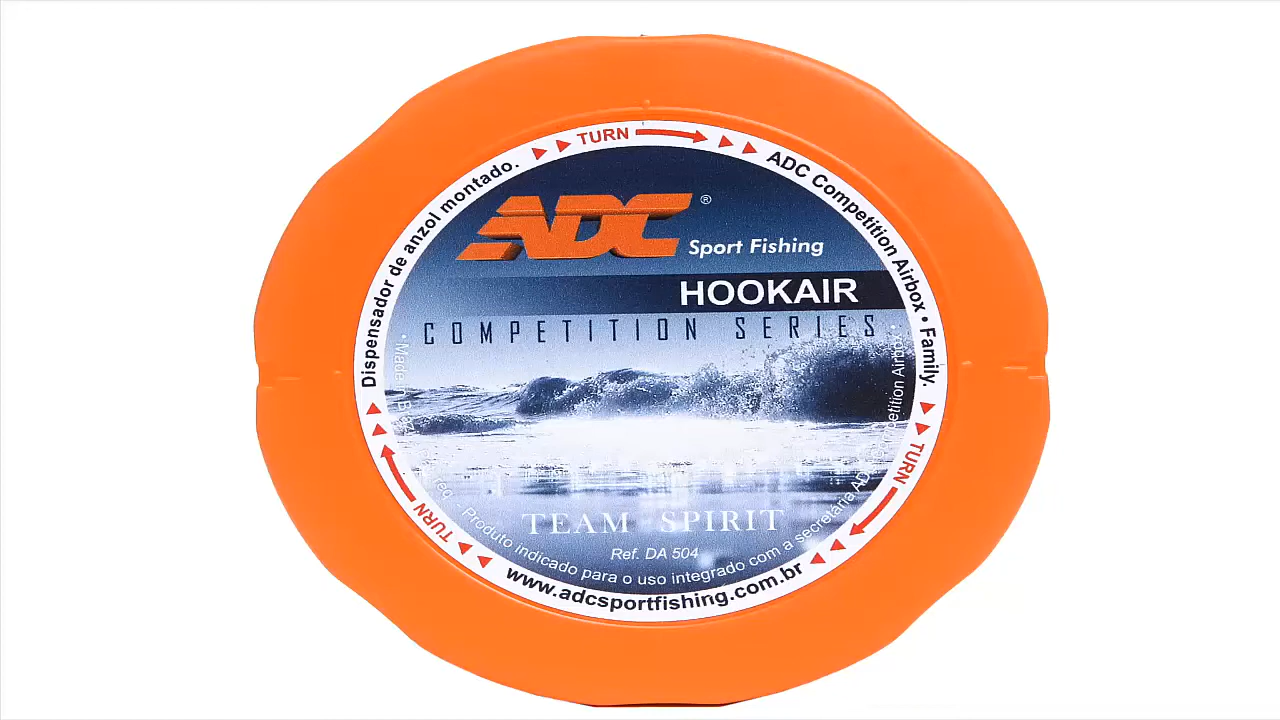 TURN
ADC Competition Airbox • Family.
TURN
www.adcsportfishing.com.br
TURN
Dispensador de anzol montado.
ADC®
Sport Fishing
HOOKAIR
COMPETITION SERIES
TEAM SPIRIT
Ref. DA 504
Produto indicado para o uso integrado com a secretária